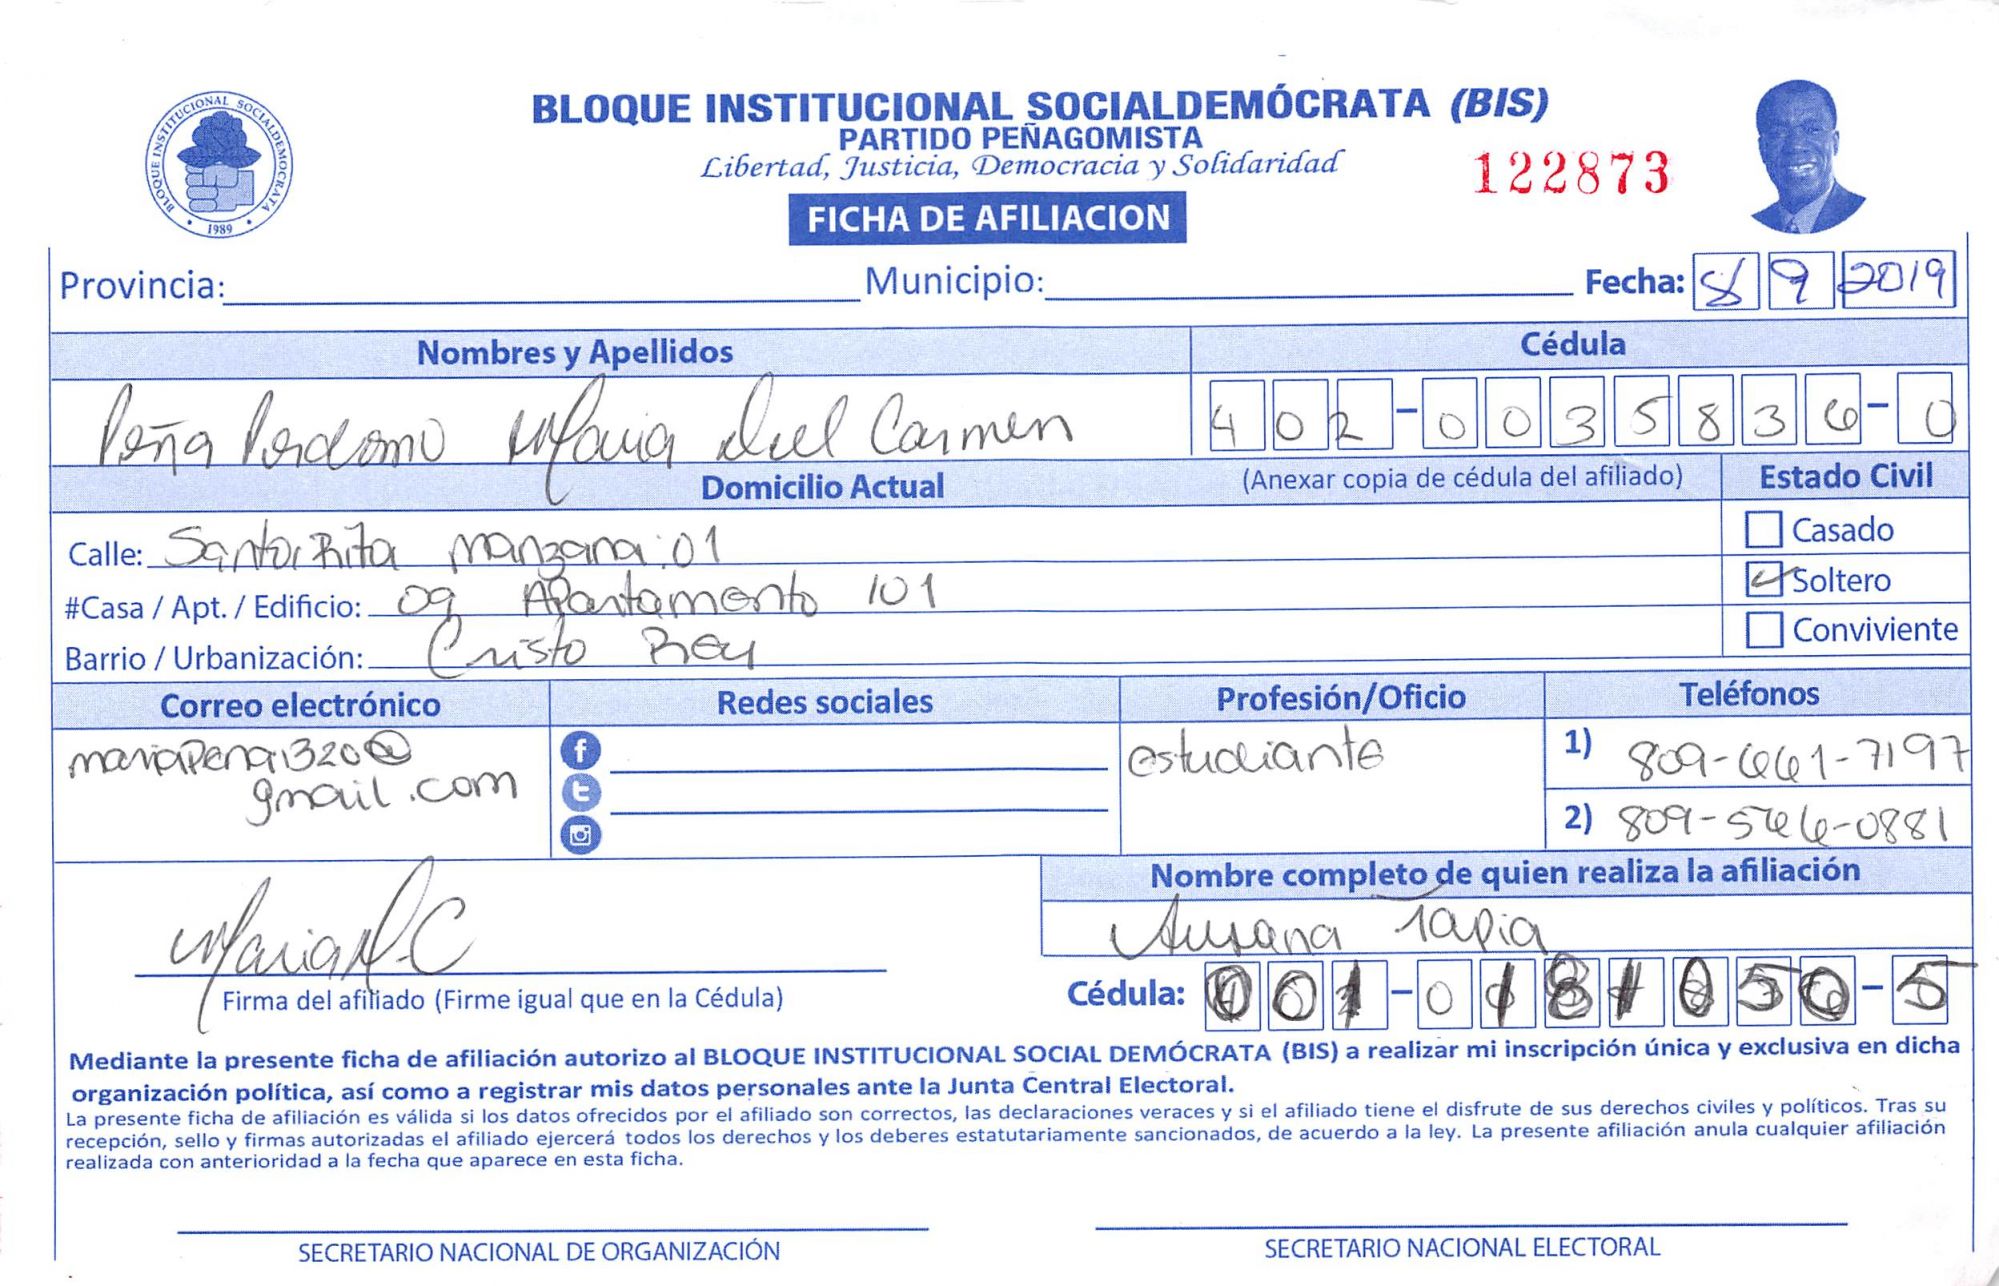 BLOQUE INSTITUCIONAL SOCIALDEMOCRATA
1989
BLOQUE INSTITUCIONAL SOCIALDEMÓCRATA (BIS)
PARTIDO PEÑAGOMISTA
Libertad, Justicia, Democracia y Solidaridad
122873
FICHA DE AFILIACION
Provincia: Municipio: Fecha: 8 9 2019
Nombres y Apellidos Cédula
Peña Perdomo Maria Del Carmen 402-0035836-0
Domicilio Actual (Anexar copia de cédula del afiliado) Estado Civil
Calle: Santa Rita manzana:01 Casado
#Casa / Apt. / Edificio: 09 Apartamento 101 Soltero
Barrio / Urbanización: Cristo Rey Conviviente
Correo electrónico Redes sociales Profesión/Oficio Teléfonos
mariapena1320@ estudiante 1) 809-661-7197
gmail.com 2) 809-566-0881
Nombre completo de quien realiza la afiliación
Maria D.C Tapia
Firma del afiliado (Firme igual que en la Cédula) Cédula:
Mediante la presente ficha de afiliación autorizo al BLOQUE INSTITUCIONAL SOCIAL DEMÓCRATA (BIS) a realizar mi inscripción única y exclusiva en dicha
organización política, así como a registrar mis datos personales ante la Junta Central Electoral.
La presente ficha de afiliación es válida si los datos ofrecidos por el afiliado son correctos, las declaraciones veraces y si el afiliado tiene el disfrute de sus derechos civiles y políticos. Tras su
recepción, sello y firmas autorizadas el afiliado ejercerá todos los derechos y los deberes estatutariamente sancionados, de acuerdo a la ley. La presente afiliación anula cualquier afiliación
realizada con anterioridad a la fecha que aparece en esta ficha.
SECRETARIO NACIONAL DE ORGANIZACIÓN SECRETARIO NACIONAL ELECTORAL